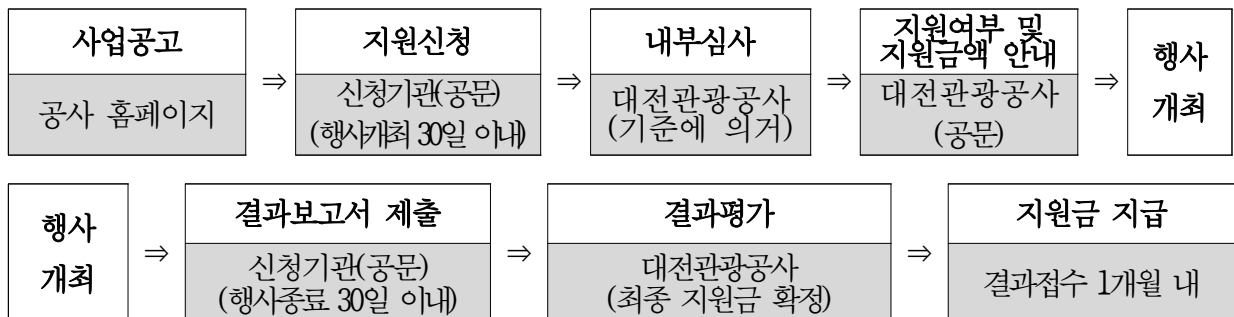 사업공고
공사 홈페이지
⇒
지원신청
신청기관(공문)
(행사개최 30일 이내)
⇒
내부심사
대전관광공사
(기준에 의거)
⇒
지원여부 및
지원금액 안내
대전관광공사
(공문)
⇒
행사
개최
행사
개최
⇒
결과보고서 제출
신청기관(공문)
(행사종료 30일 이내)
⇒
결과평가
대전관광공사
(최종 지원금 확정)
⇒
지원금 지급
결과접수 1개월 내